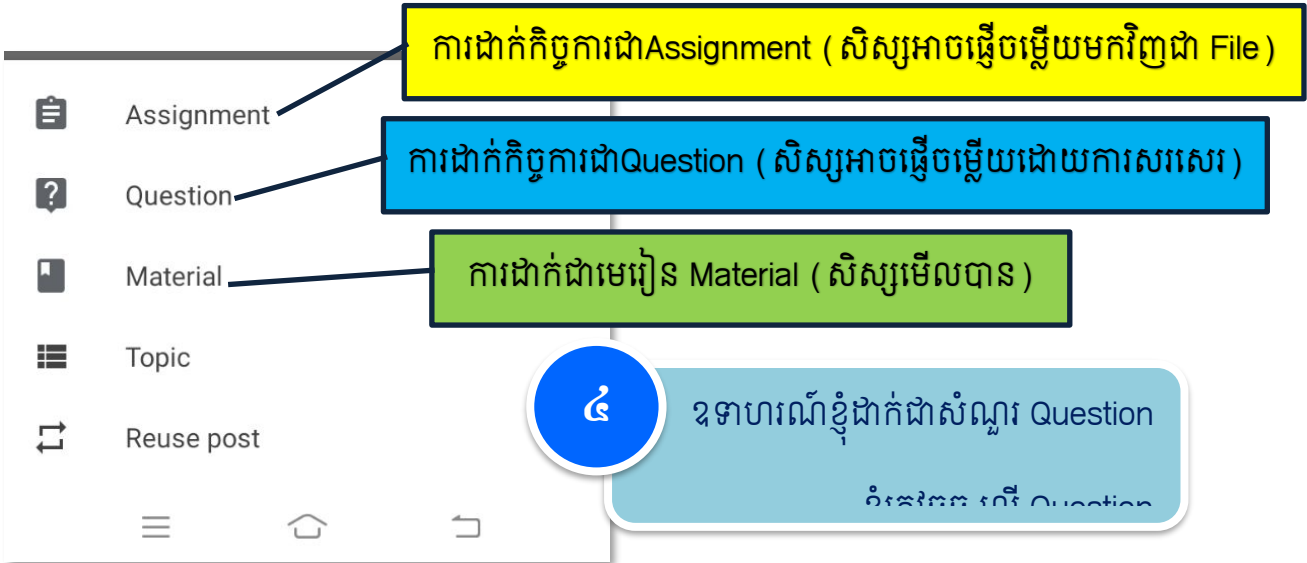 ការដាក់កិច្ចការជាAssignment (សិស្សអាចផ្ញើចម្លើយមកវិញជា File)
Assignment
ការដាក់កិច្ចការជាQuestion (សិស្សអាចផ្ញើចម្លើយដោយការសរសេរ)
Question
ការដាក់ជាមេរៀន Material (សិស្សមើលបាន)
Material
Topic
៤
ឧទាហរណ៍ខ្ញុំដាក់ជាសំណួរ Question
Reuse post
Question